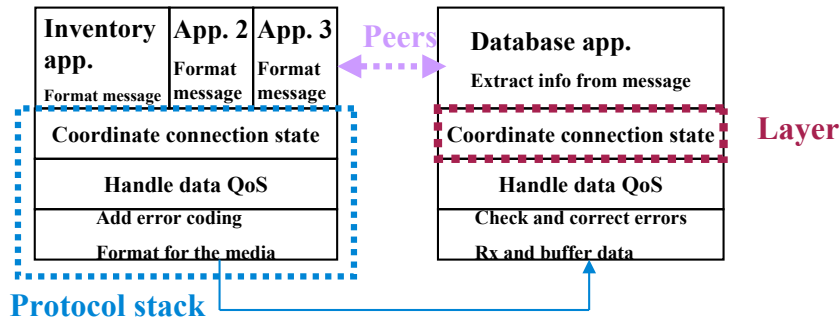 Inventory app.
Format message
App. 2
Format message
App. 3
Format message
Peers
Database app.
Extract info from message
Coordinate connection state
Coordinate connection state
Layer
Handle data QoS
Handle data QoS
Add error coding
Format for the media
Check and correct errors
Rx and buffer data
Protocol stack